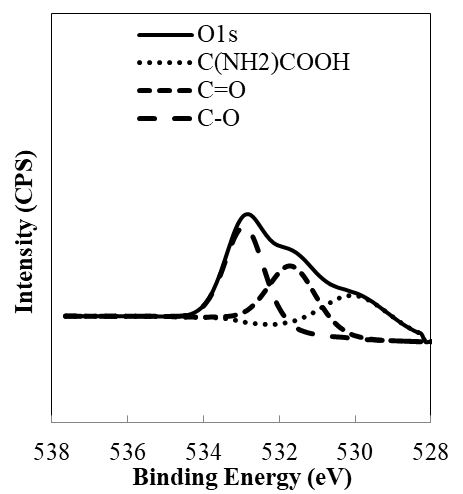 O1s
C(NH2)COOH
C=O
C-O
Intensity (CPS)
538 536 534 532 530 528
Binding Energy (eV)